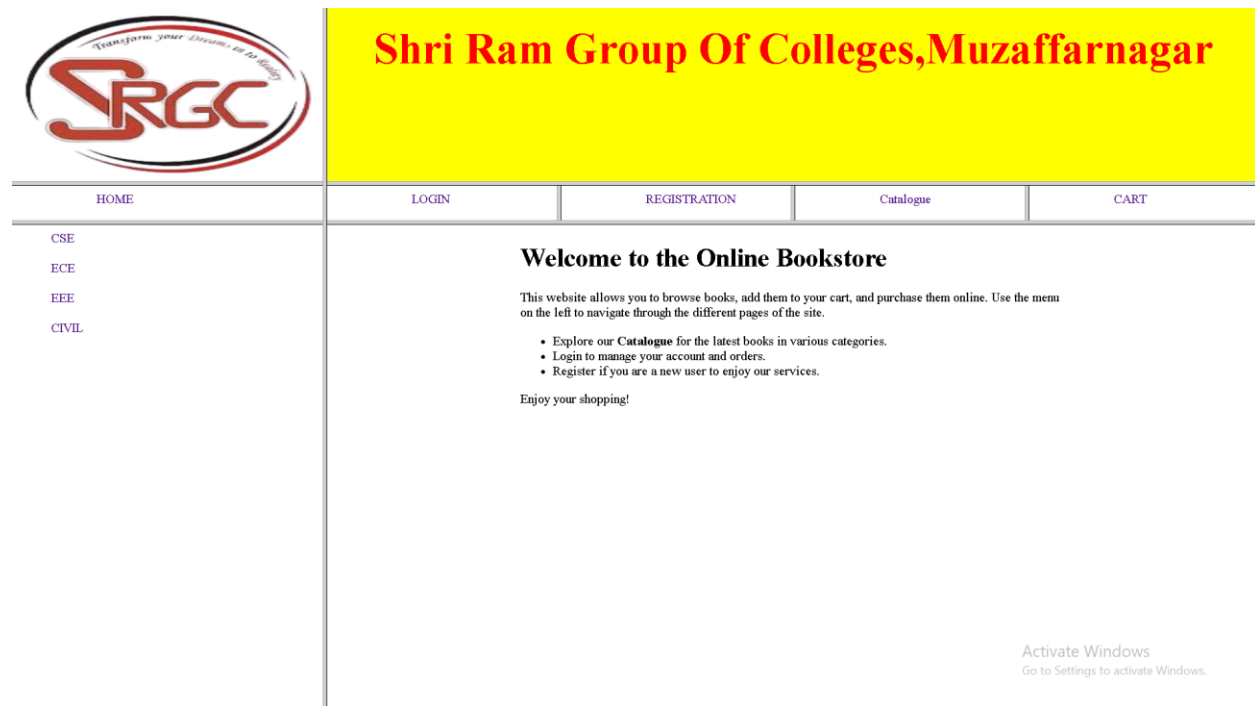 Transform your Dreams in to Reality
SRGC
Shri Ram Group Of Colleges,Muzaffarnagar
HOME
LOGIN
REGISTRATION
Catalogue
CART
CSE
ECE
EEE
CIVIL
Welcome to the Online Bookstore
This website allows you to browse books, add them to your cart, and purchase them online. Use the menu
on the left to navigate through the different pages of the site.
• Explore our Catalogue for the latest books in various categories.
• Login to manage your account and orders.
• Register if you are a new user to enjoy our services.
Enjoy your shopping!
Activate Windows
Go to Settings to activate Windows.